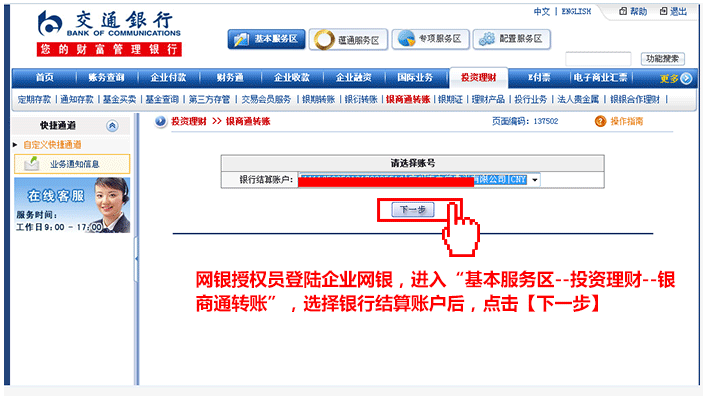 交通銀行
BANK OF COMMUNICATIONS
您的财富管理银行
中文 | ENGLISH 帮助 退出
基本服务区 蕴通服务区 专项服务区 配置服务区
功能搜索
首页 账务查询 企业付款 财务通 企业收款 企业融资 国际业务 投资理财 E付票 电子商业汇票 更多
定期存款 | 通知存款 | 基金买卖 | 基金查询 | 第三方存管 | 交易会员服务 | 银期转账 | 银衍转账 | 银商通转账 | 银期证 | 理财产品 | 投行业务 | 法人贵金属 | 银银合作理财 |
快捷通道
自定义快捷通道
业务通知信息
在线客服
服务时间:
工作日9:00 - 17:00
投资理财 >> 银商通转账 页面编码: 137502 操作指南
请选择账号
银行结算账户: 有限公司|CNY
下一步
网银授权员登陆企业网银，进入“基本服务区--投资理财--银
商通转账”，选择银行结算账户后，点击【下一步】